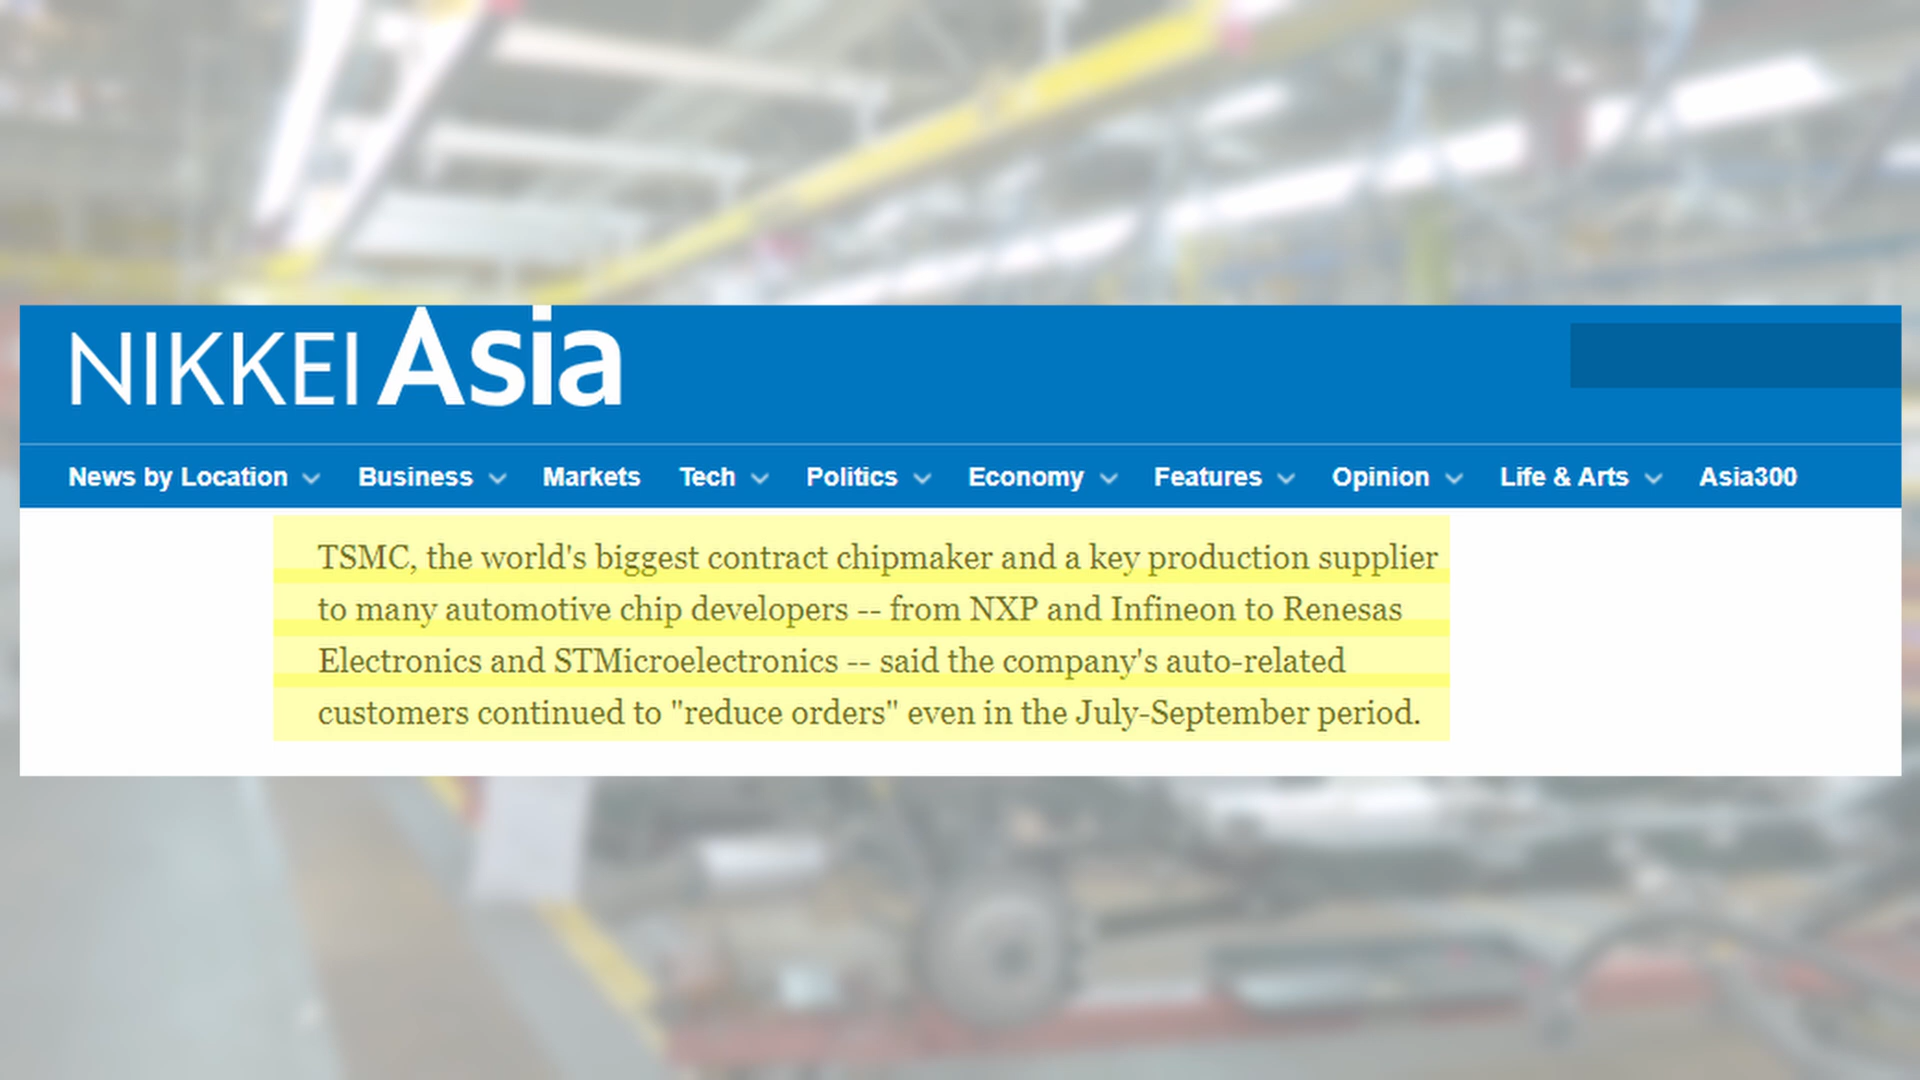 NIKKEI Asia
News by Location Business Markets Tech Politics Economy Features Opinion Life & Arts Asia300
TSMC, the world's biggest contract chipmaker and a key production supplier
to many automotive chip developers -- from NXP and Infineon to Renesas
Electronics and STMicroelectronics -- said the company's auto-related
customers continued to "reduce orders" even in the July-September period.